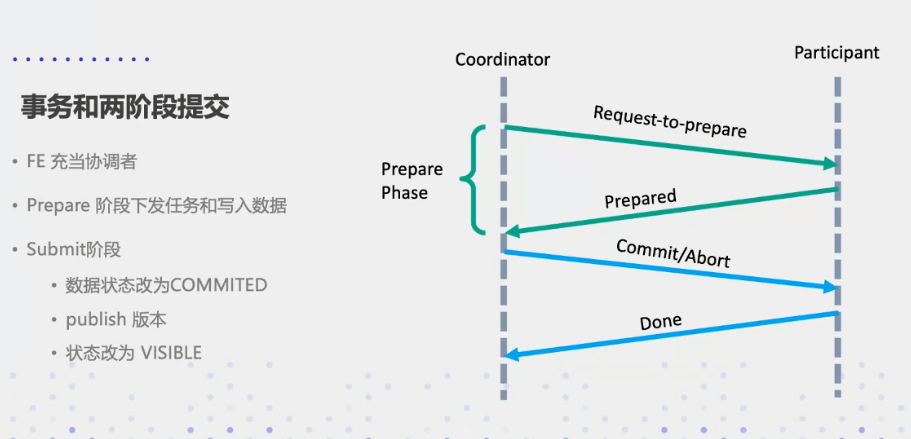 事务和两阶段提交
• FE 充当协调者
• Prepare 阶段下发任务和写入数据
• Submit阶段
• 数据状态改为COMMITED
• publish 版本
• 状态改为 VISIBLE
Coordinator
Participant
Request-to-prepare
Prepare
Phase
Prepared
Commit/Abort
Done